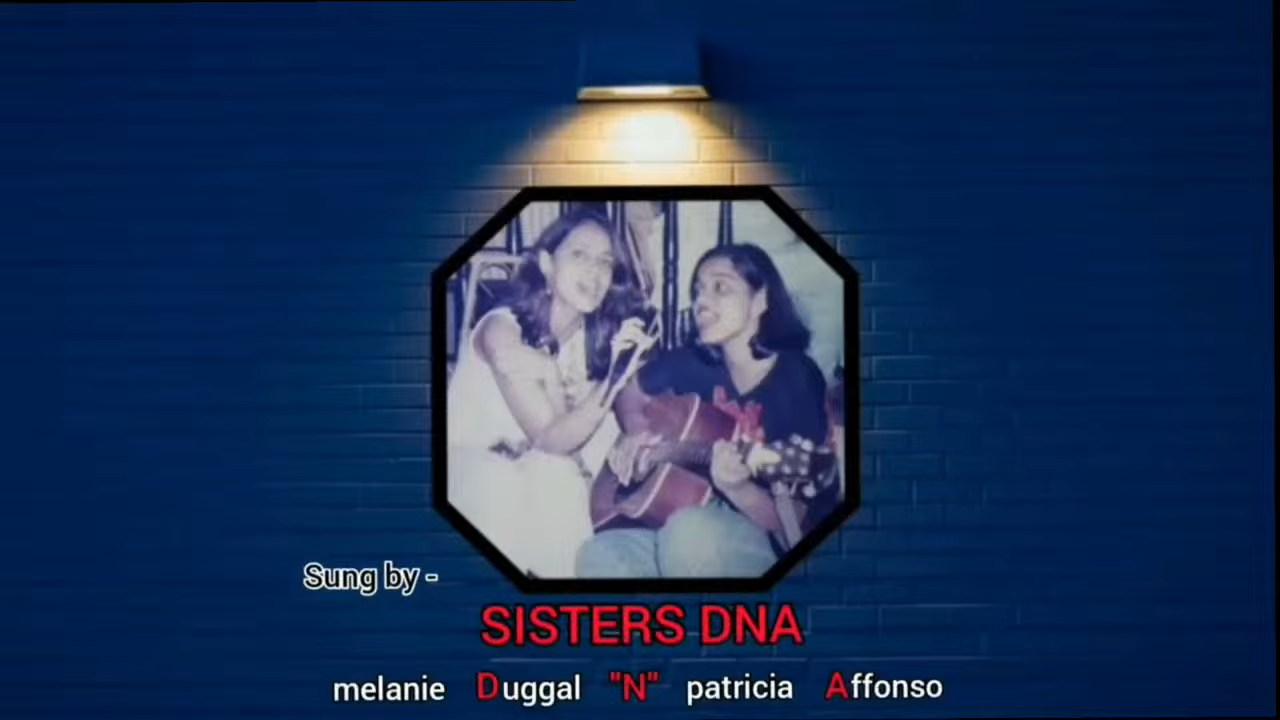 Sung by -
SISTERS DNA
melanie Duggal "N" patricia Affonso